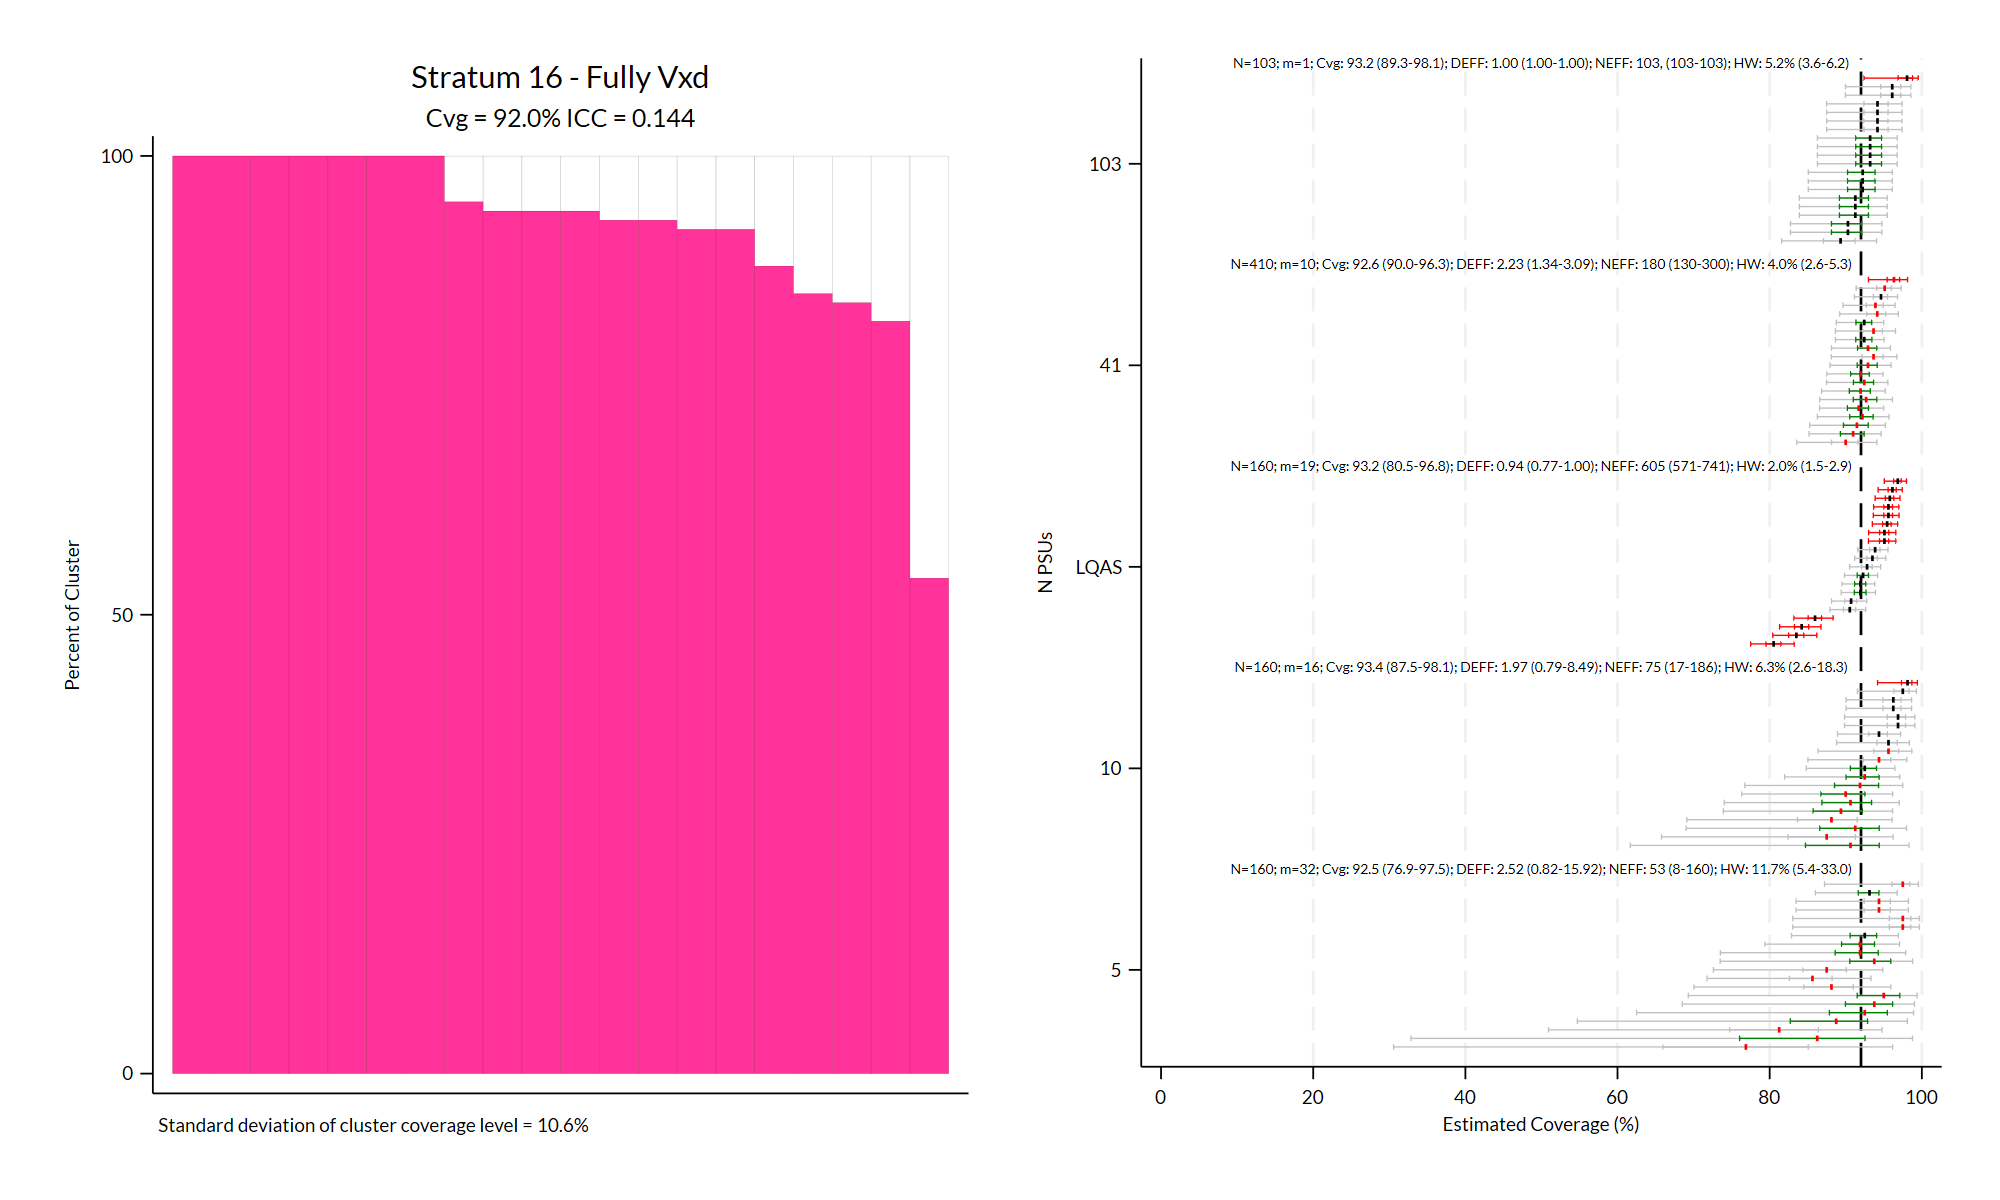 Stratum 16 - Fully Vxd
Cvg = 92.0% ICC = 0.144
100
50
0
Percent of Cluster
Standard deviation of cluster coverage level = 10.6%
N=103; m=1; Cvg: 93.2 (89.3-98.1); DEFF: 1.00 (1.00-1.00); NEFF: 103, (103-103); HW: 5.2% (3.6-6.2)
103
N=410; m=10; Cvg: 92.6 (90.0-96.3); DEFF: 2.23 (1.34-3.09); NEFF: 180 (130-300); HW: 4.0% (2.6-5.3)
41
N=160; m=19; Cvg: 93.2 (80.5-96.8); DEFF: 0.94 (0.77-1.00); NEFF: 605 (571-741); HW: 2.0% (1.5-2.9)
N PSUs
LQAS
N=160; m=16; Cvg: 93.4 (87.5-98.1); DEFF: 1.97 (0.79-8.49); NEFF: 75 (17-186); HW: 6.3% (2.6-18.3)
10
N=160; m=32; Cvg: 92.5 (76.9-97.5); DEFF: 2.52 (0.82-15.92); NEFF: 53 (8-160); HW: 11.7% (5.4-33.0)
5
0 20 40 60 80 100
Estimated Coverage (%)